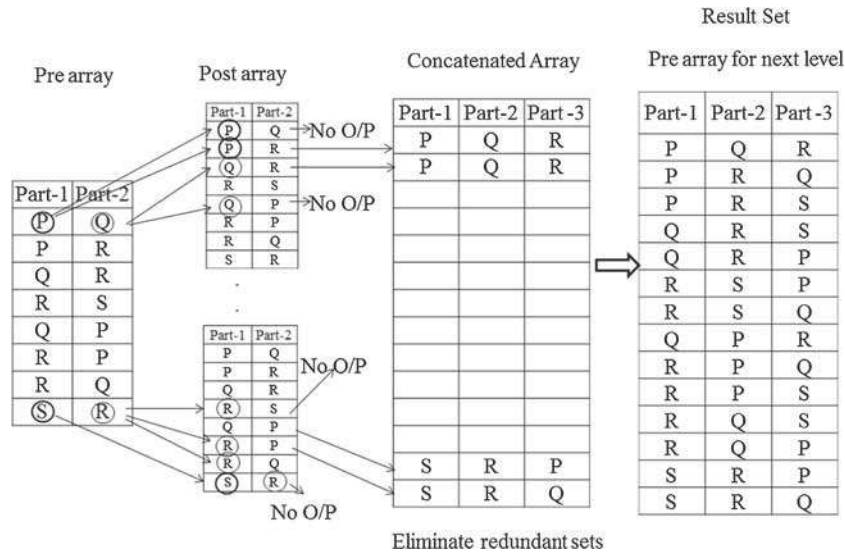 Result Set
Pre array
Post array
Concatenated Array
Pre array for next level
Part-1 Part-2
P Q
P R
Q R
R S
Q P
R P
R Q
S R
Part-1 Part-2
P Q
P R
Q R
R S
Q P
R P
R Q
S R
No O/P
No O/P
.
.
Part-1 Part-2
P Q
P R
Q R
R S
Q P
R P
R Q
S R
No O/P
No O/P
Part-1 Part-2 Part -3
P Q R
P Q R
S R P
S R Q
Eliminate redundant sets
Part-1 Part-2 Part-3
P Q R
P R Q
P R S
Q R S
Q R P
R S P
R S Q
Q P R
R P Q
R P S
R Q S
R Q P
S R P
S R Q